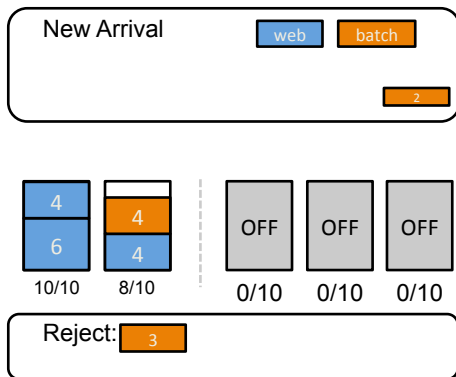 New Arrival web batch
2
4 4
6 4
OFF OFF OFF
10/10 8/10 0/10 0/10 0/10
Reject: 3